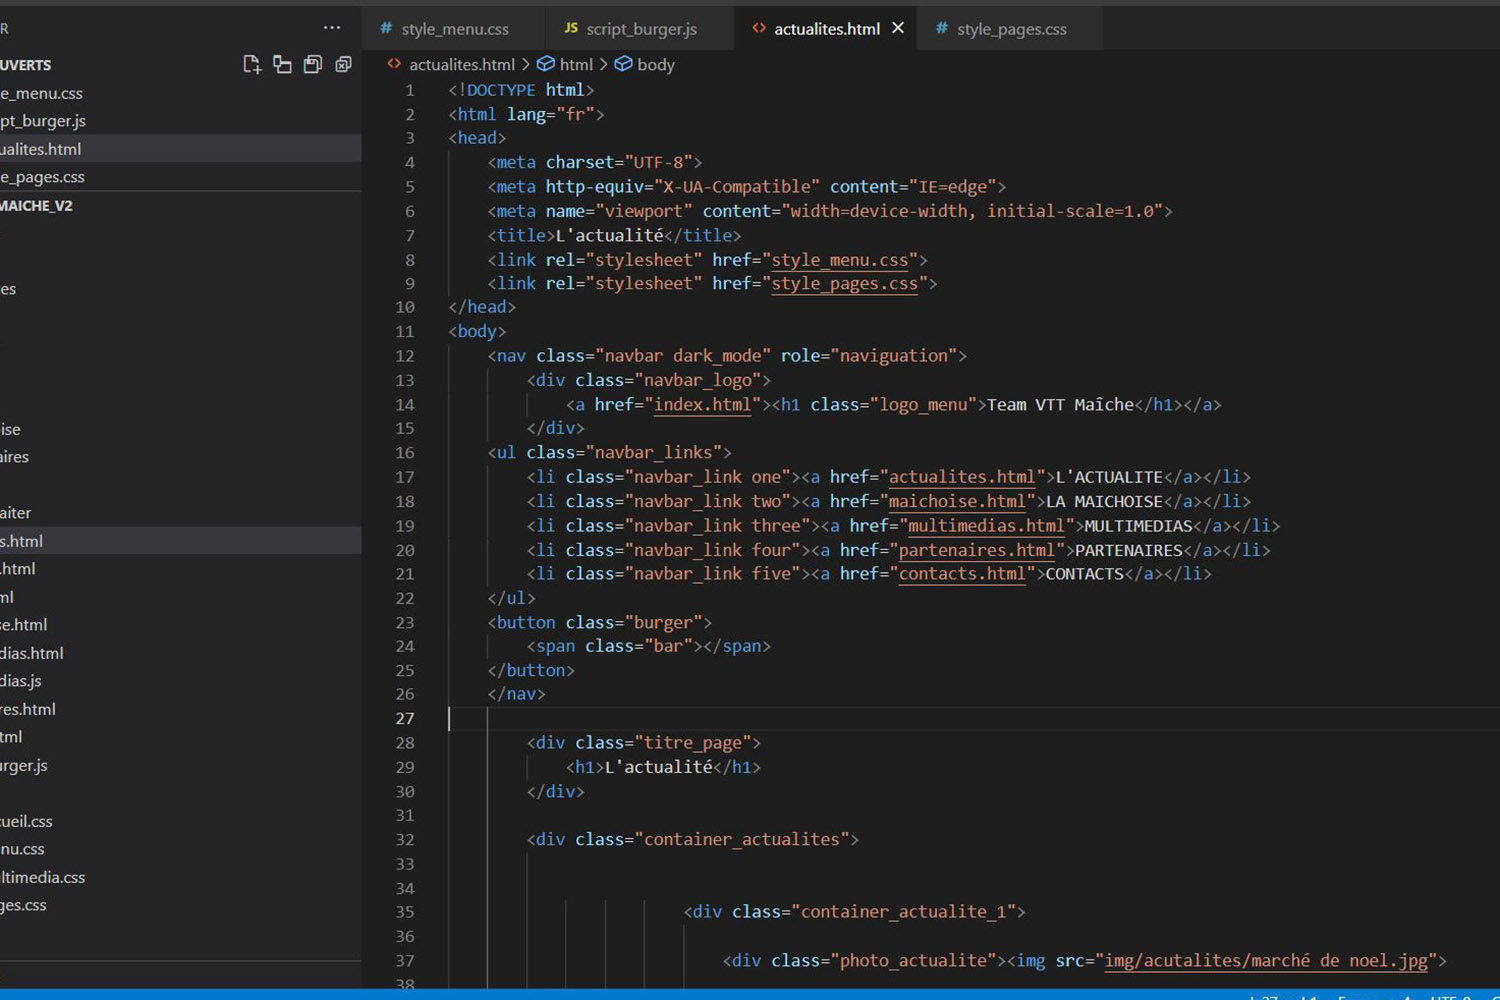 R ...
style_menu.css
JS script_burger.js
<> actualites.html
style_pages.css
UVERTS
e_menu.css
pt_burger.js
ualites.html
e_pages.css
MAICHE_V2
es
ise
aires
aiter
s.html
.html
ml
se.html
dias.html
dias.js
res.html
tml
urger.js
cueil.css
nu.css
ltimedia.css
ges.css
<> actualites.html > html > body
1 <!DOCTYPE html>
2 <html lang="fr">
3 <head>
4 <meta charset="UTF-8">
5 <meta http-equiv="X-UA-Compatible" content="IE=edge">
6 <meta name="viewport" content="width=device-width, initial-scale=1.0">
7 <title>L'actualité</title>
8 <link rel="stylesheet" href="style_menu.css">
9 <link rel="stylesheet" href="style_pages.css">
10 </head>
11 <body>
12 <nav class="navbar dark_mode" role="naviguation">
13 <div class="navbar_logo">
14 <a href="index.html"><h1 class="logo_menu">Team VTT Maîche</h1></a>
15 </div>
16 <ul class="navbar_links">
17 <li class="navbar_link one"><a href="actualites.html">L'ACTUALITE</a></li>
18 <li class="navbar_link two"><a href="maichoise.html">LA MAICHOISE</a></li>
19 <li class="navbar_link three"><a href="multimedias.html">MULTIMEDIAS</a></li>
20 <li class="navbar_link four"><a href="partenaires.html">PARTENAIRES</a></li>
21 <li class="navbar_link five"><a href="contacts.html">CONTACTS</a></li>
22 </ul>
23 <button class="burger">
24 <span class="bar"></span>
25 </button>
26 </nav>
27
28 <div class="titre_page">
29 <h1>L'actualité</h1>
30 </div>
31
32 <div class="container_actualites">
33
34
35 <div class="container_actualite_1">
36
37 <div class="photo_actualite"><img src="img/acutalites/marché de noel.jpg">
38